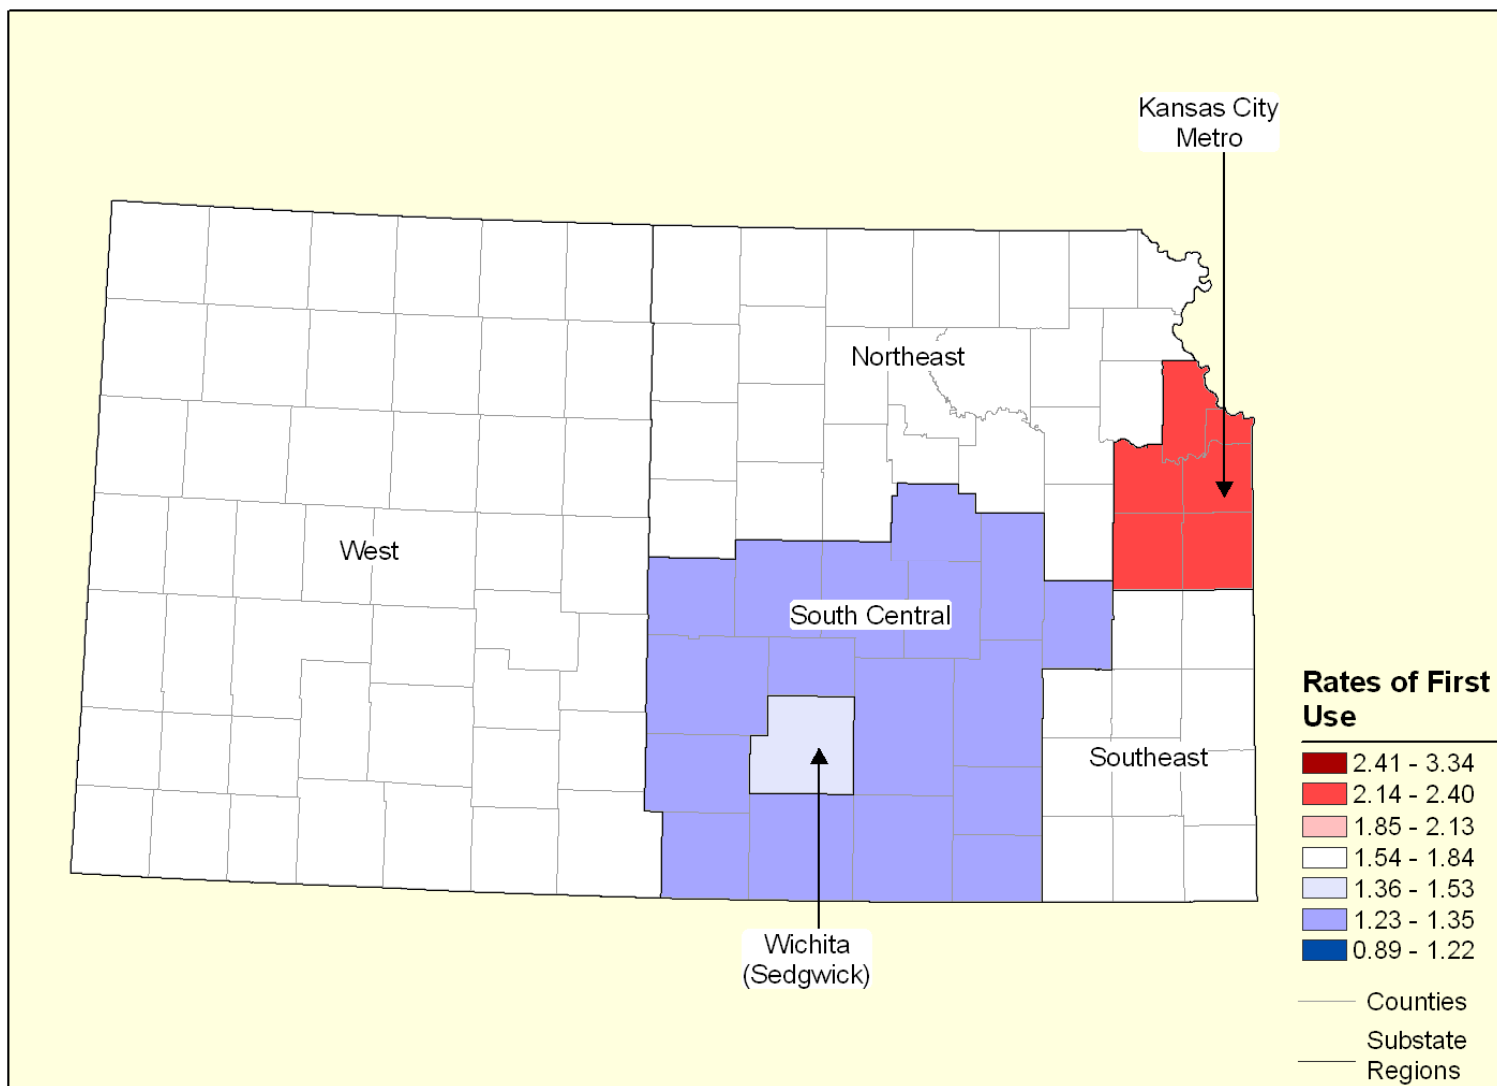 Kansas City
Metro
Northeast
West
South Central
Southeast
Wichita
(Sedgwick)
Rates of First
Use
2.41 - 3.34
2.14 - 2.40
1.85 - 2.13
1.54 - 1.84
1.36 - 1.53
1.23 - 1.35
0.89 - 1.22
Counties
Substate
Regions